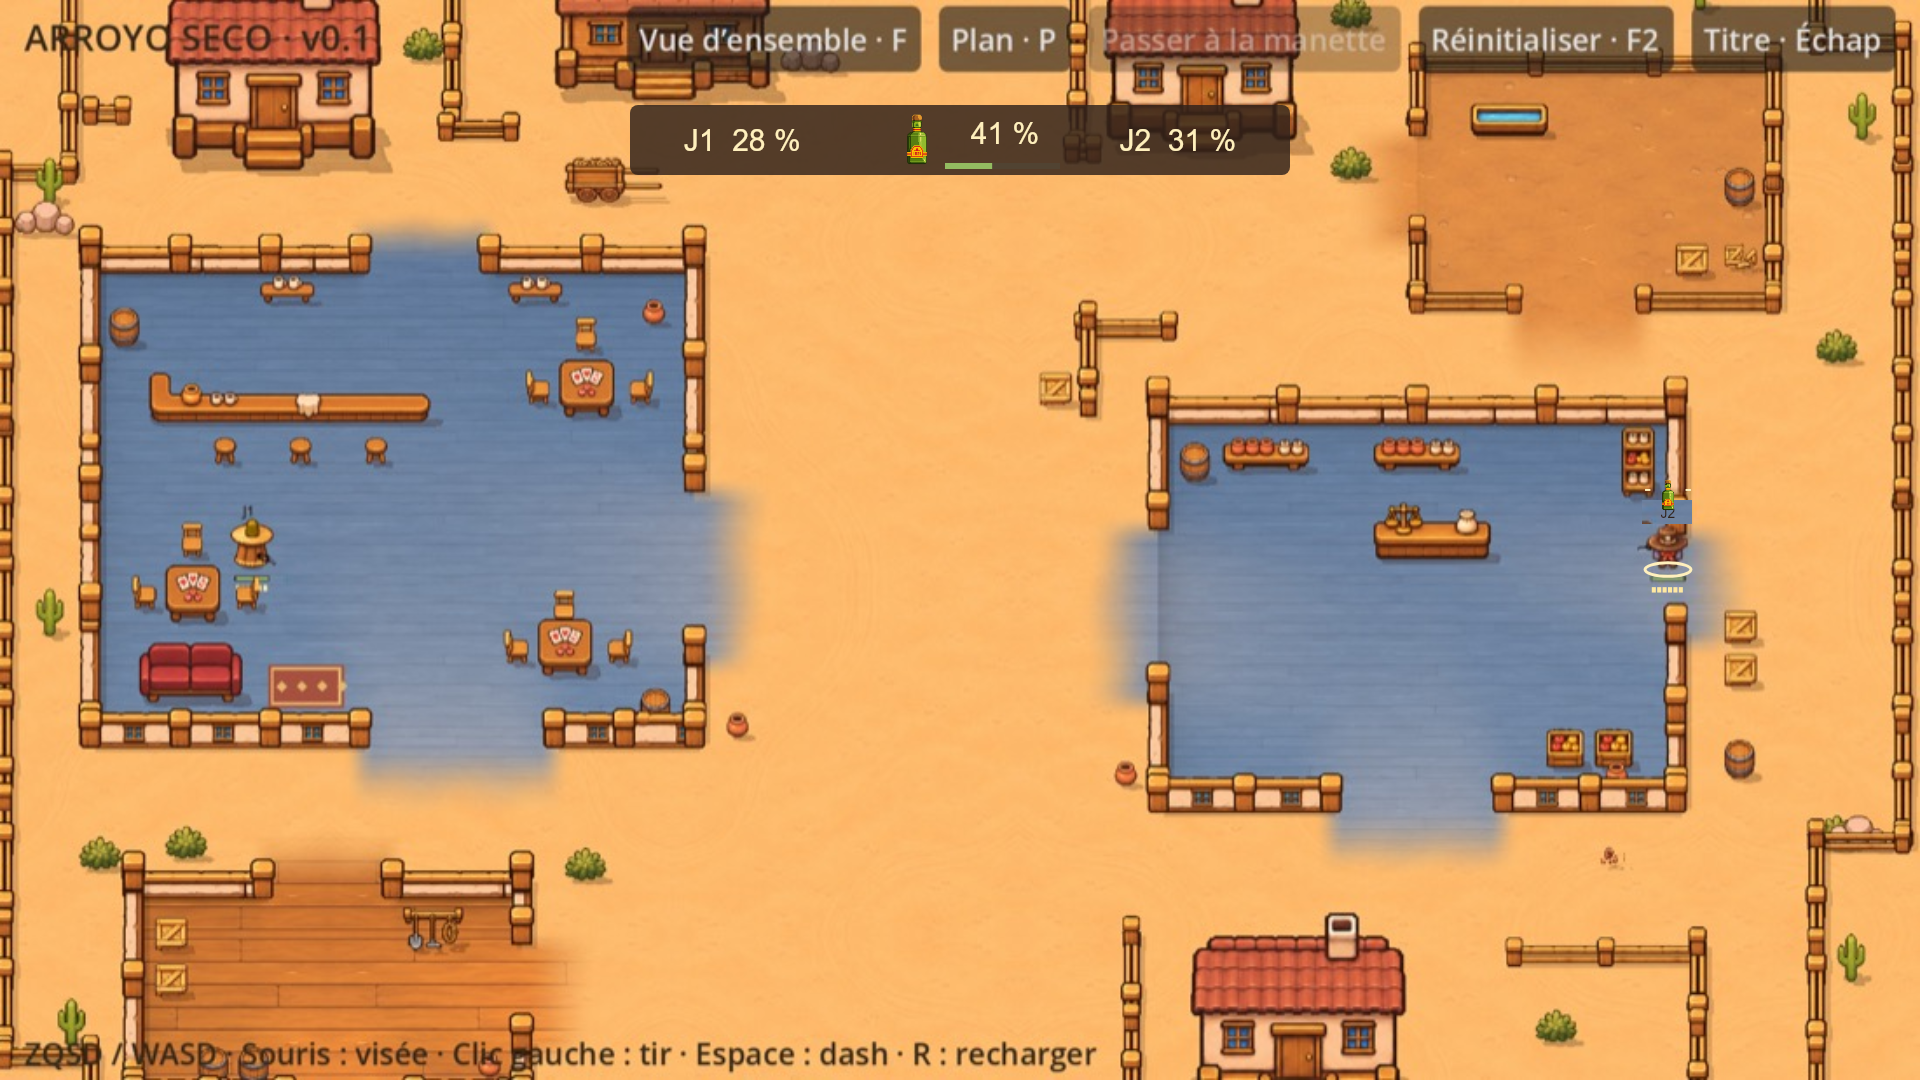 ARROYO SECO · v0.1
Vue d'ensemble · F
Plan · P
Passer à la manette
Réinitialiser · F2
Titre · Échap
J1 28 %
41 %
J2 31 %
J1
J2
ZQSD / WASD · Souris : visée · Clic gauche : tir · Espace : dash · R : recharger